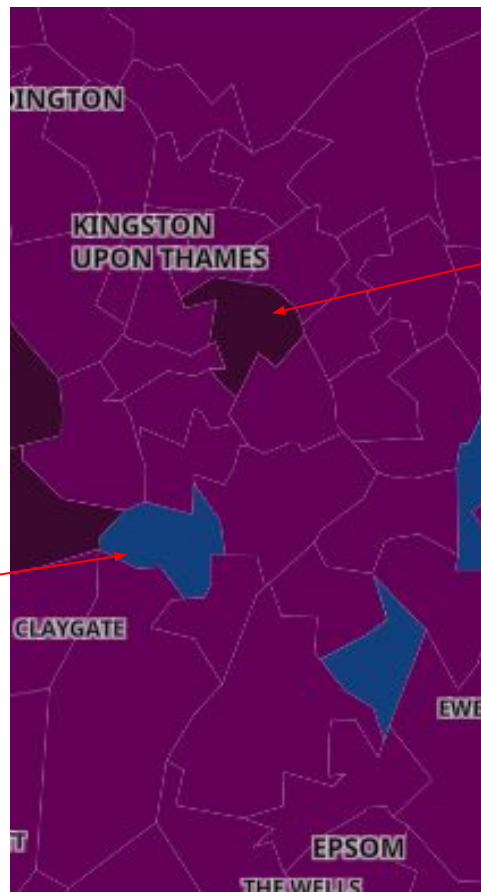 DINGTON
KINGSTON
UPON THAMES
CLAYGATE
EWE
T
EPSOM
THE WELLS